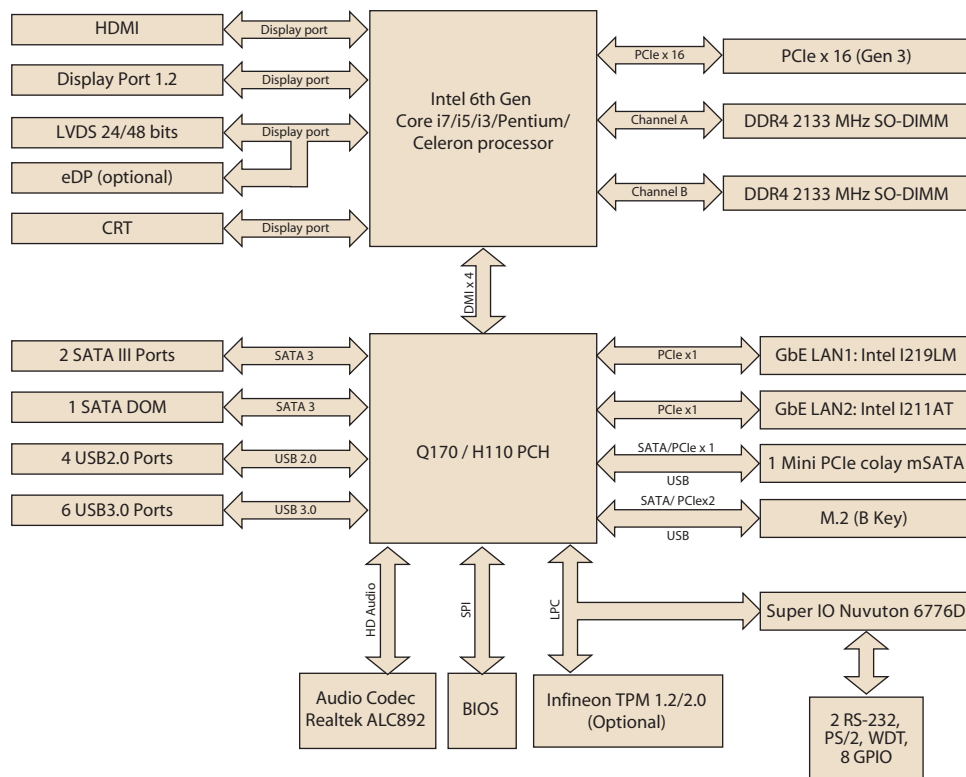 HDMI
Display port
Display Port 1.2
Display port
LVDS 24/48 bits
Display port
eDP (optional)
CRT
Display port
Intel 6th Gen
Core i7/i5/i3/Pentium/
Celeron processor
PCIe x 16
PCIe x 16 (Gen 3)
Channel A
DDR4 2133 MHz SO-DIMM
Channel B
DDR4 2133 MHz SO-DIMM
DMI x 4
2 SATA III Ports
SATA 3
1 SATA DOM
SATA 3
4 USB2.0 Ports
USB 2.0
6 USB3.0 Ports
USB 3.0
Q170 / H110 PCH
PCIe x1
GbE LAN1: Intel I219LM
PCIe x1
GbE LAN2: Intel I211AT
SATA/PCIe x 1
USB
1 Mini PCIe colay mSATA
SATA/ PCIex2
USB
M.2 (B Key)
HD Audio
SPI
LPC
Super IO Nuvuton 6776D
Audio Codec
Realtek ALC892
BIOS
Infineon TPM 1.2/2.0
(Optional)
2 RS-232,
PS/2, WDT,
8 GPIO